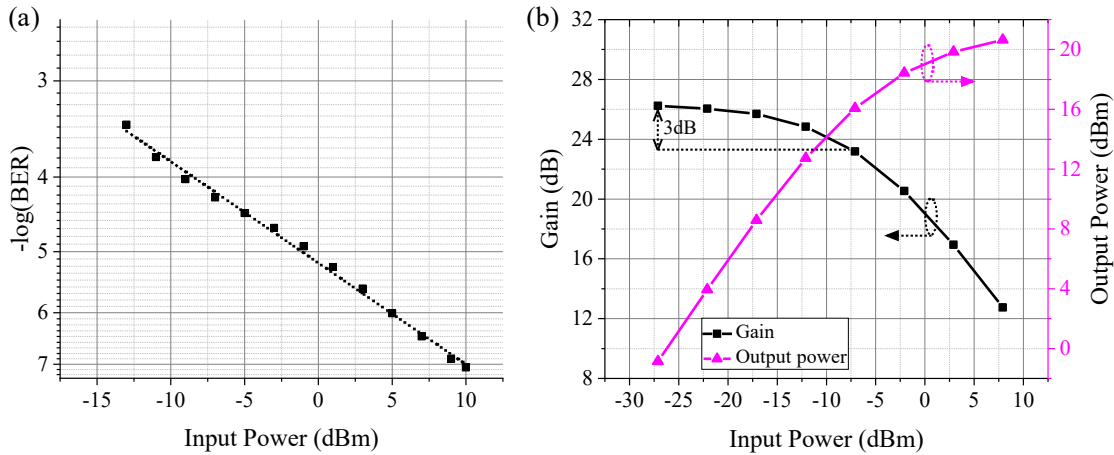 (a)
-log(BER)
3
4
5
6
7
-15 -10 -5 0 5 10
Input Power (dBm)
(b)
Gain (dB)
32
28
24
20
16
12
8
3dB
Gain
Output power
-30 -25 -20 -15 -10 -5 0 5 10
Input Power (dBm)
20
16
12
8
4
0
Output Power (dBm)